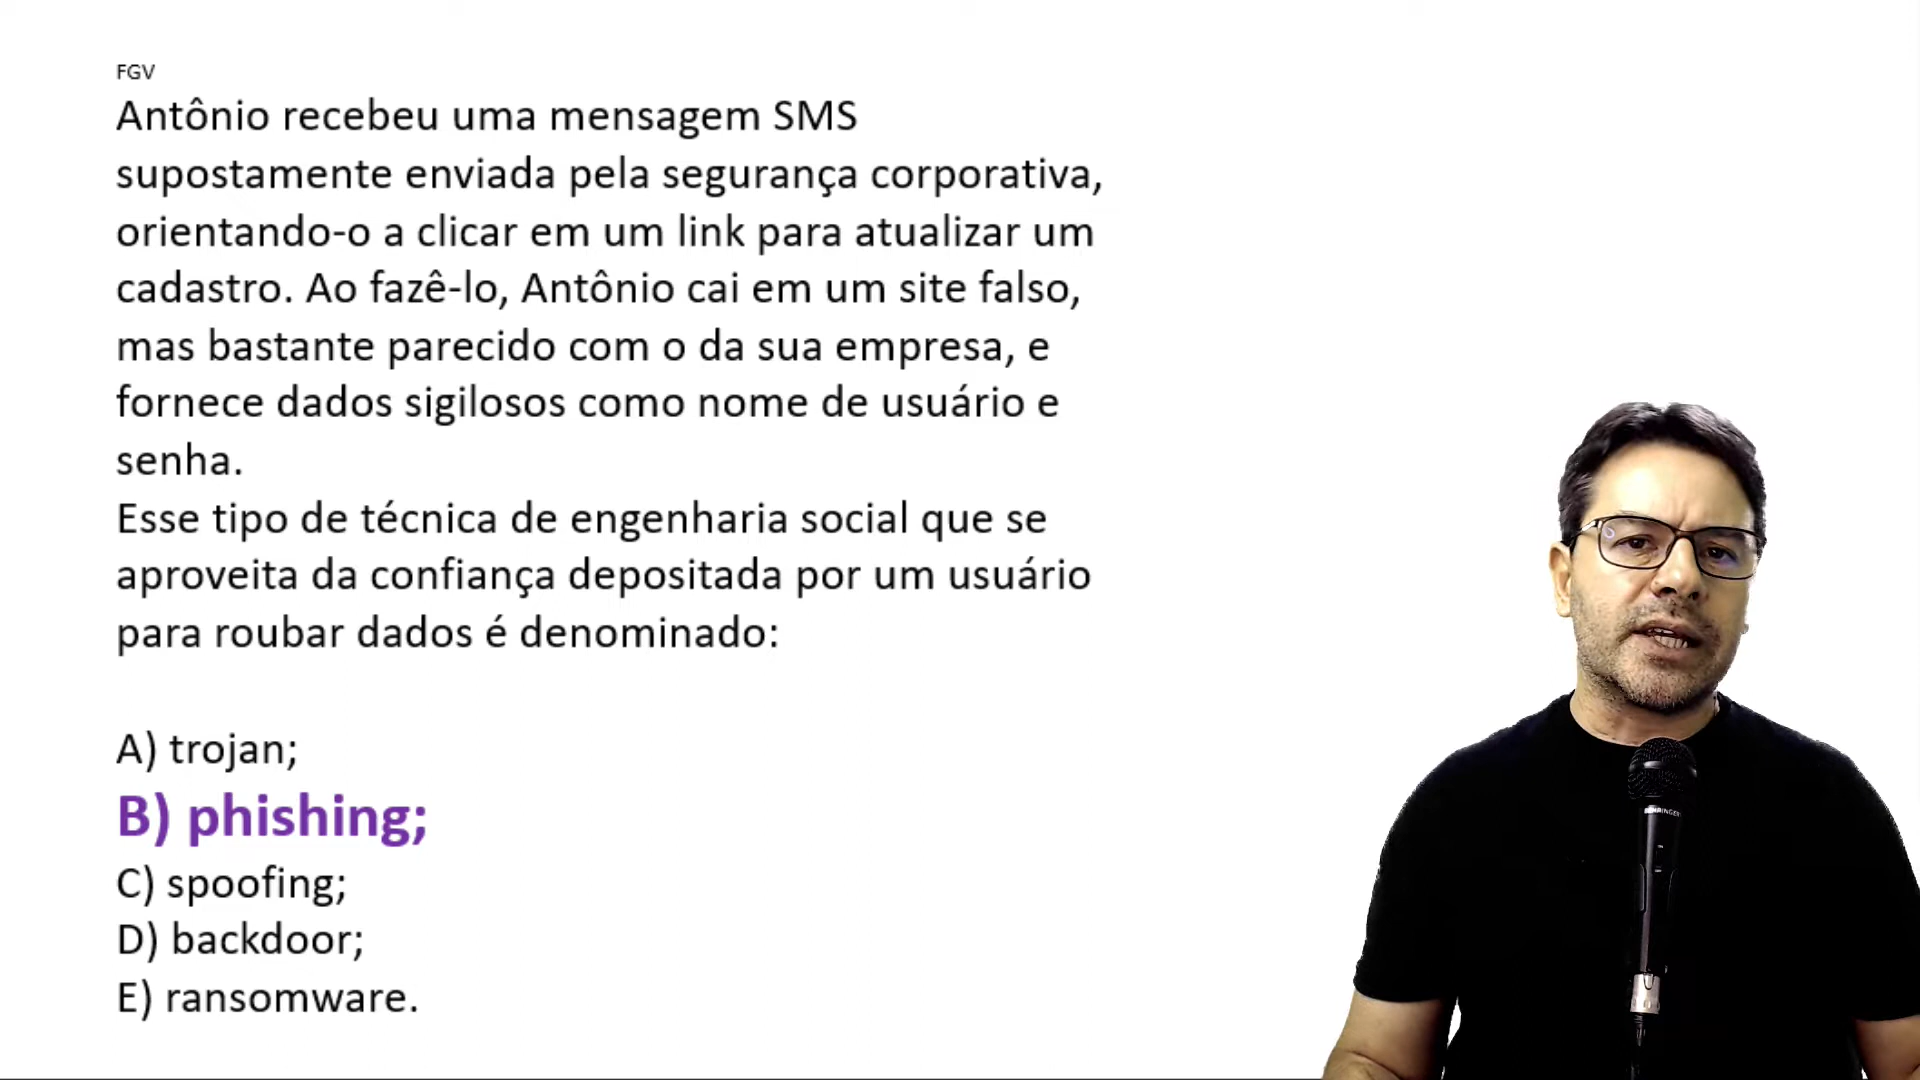 FGV
Antônio recebeu uma mensagem SMS
supostamente enviada pela segurança corporativa,
orientando-o a clicar em um link para atualizar um
cadastro. Ao fazê-lo, Antônio cai em um site falso,
mas bastante parecido com o da sua empresa, e
fornece dados sigilosos como nome de usuário e
senha.
Esse tipo de técnica de engenharia social que se
aproveita da confiança depositada por um usuário
para roubar dados é denominado:
A) trojan;
B) phishing;
C) spoofing;
D) backdoor;
E) ransomware.
BEHRINGER